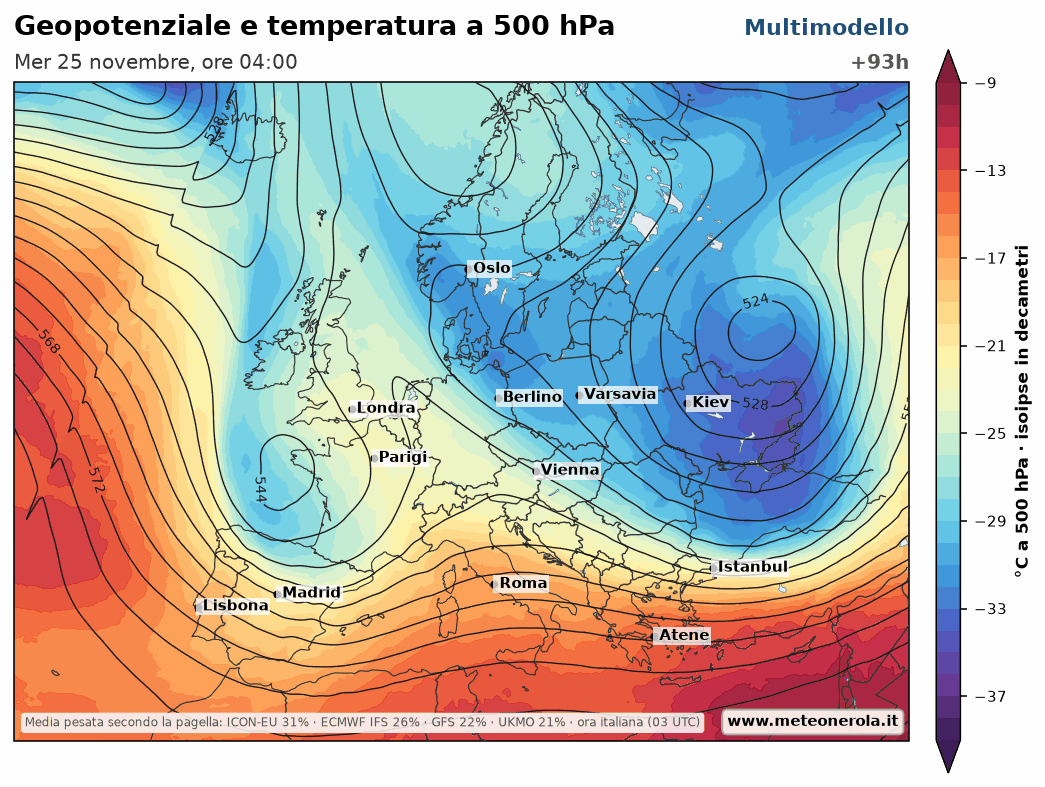 Geopotenziale e temperatura a 500 hPa
Multimodello
Mer 25 novembre, ore 04:00
+93h
528
568
572
544
524
528
Oslo
Londra
Parigi
Berlino
Varsavia
Kiev
Vienna
Madrid
Lisbona
Roma
Istanbul
Atene
−9
−13
−17
−21
−25
−29
−33
−37
°C a 500 hPa · isoipse in decametri
Media pesata secondo la pagella: ICON-EU 31% · ECMWF IFS 26% · GFS 22% · UKMO 21% · ora italiana (03 UTC)
www.meteonerola.it